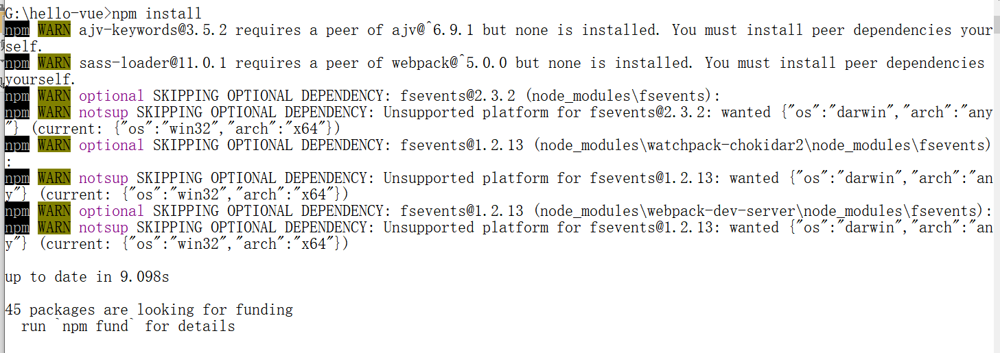 G:\hello-vue>npm install
npm WARN ajv-keywords@3.5.2 requires a peer of ajv@^6.9.1 but none is installed. You must install peer dependencies your
self.
npm WARN sass-loader@11.0.1 requires a peer of webpack@^5.0.0 but none is installed. You must install peer dependencies
yourself.
npm WARN optional SKIPPING OPTIONAL DEPENDENCY: fsevents@2.3.2 (node_modules\fsevents):
npm WARN notsup SKIPPING OPTIONAL DEPENDENCY: Unsupported platform for fsevents@2.3.2: wanted {"os":"darwin","arch":"any
"} (current: {"os":"win32","arch":"x64"})
npm WARN optional SKIPPING OPTIONAL DEPENDENCY: fsevents@1.2.13 (node_modules\watchpack-chokidar2\node_modules\fsevents)
:
npm WARN notsup SKIPPING OPTIONAL DEPENDENCY: Unsupported platform for fsevents@1.2.13: wanted {"os":"darwin","arch":"an
y"} (current: {"os":"win32","arch":"x64"})
npm WARN optional SKIPPING OPTIONAL DEPENDENCY: fsevents@1.2.13 (node_modules\webpack-dev-server\node_modules\fsevents):
npm WARN notsup SKIPPING OPTIONAL DEPENDENCY: Unsupported platform for fsevents@1.2.13: wanted {"os":"darwin","arch":"an
y"} (current: {"os":"win32","arch":"x64"})
up to date in 9.098s
45 packages are looking for funding
run `npm fund` for details